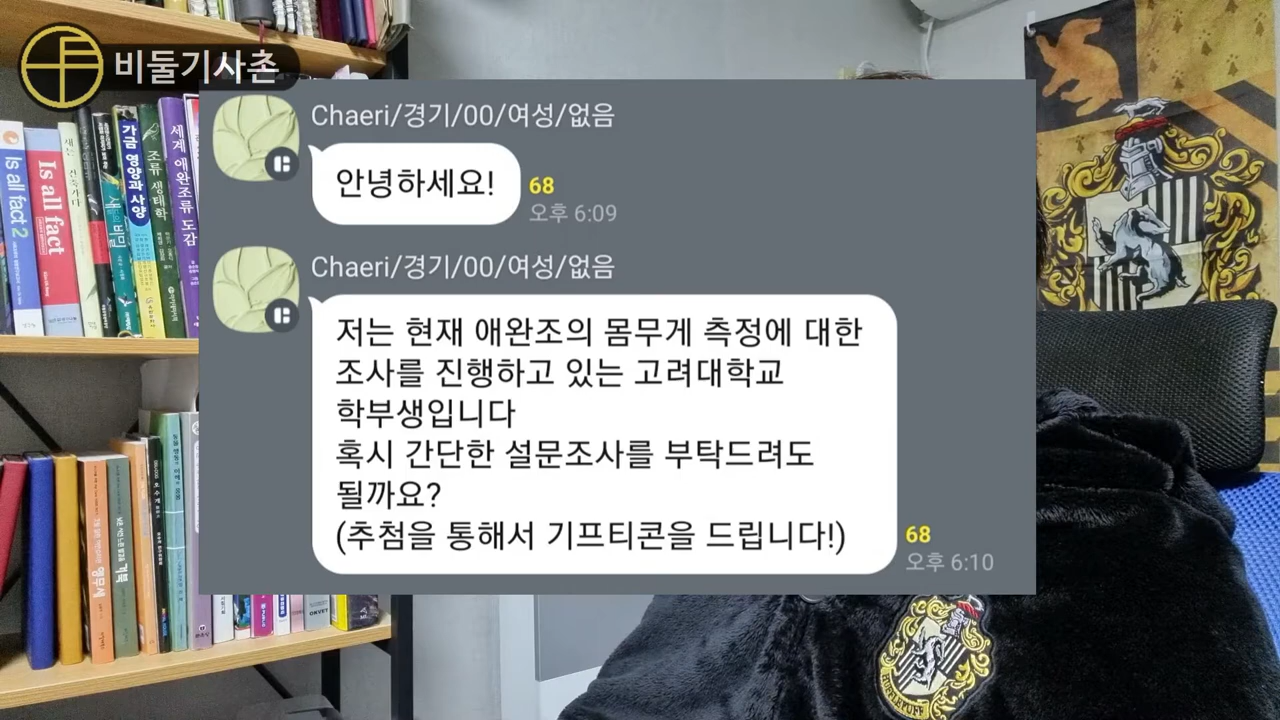 비둘기사촌
Chaeri/경기/00/여성/없음
안녕하세요!
68
오후 6:09
Chaeri/경기/00/여성/없음
저는 현재 애완조의 몸무게 측정에 대한
조사를 진행하고 있는 고려대학교
학부생입니다
혹시 간단한 설문조사를 부탁드려도
될까요?
(추첨을 통해서 기프티콘을 드립니다!)
68
오후 6:10
Is all fact 2
Is all fact
가금 영양과 사양
조류 생태학
세계 애완조류 도감
HUFFLEPUFF